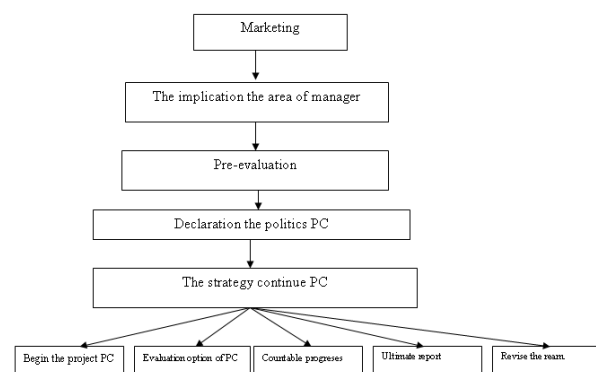 Marketing
The implication the area of manager
Pre-evaluation
Declaration the politics PC
The strategy continue PC
Begin the project PC
Evaluation option of PC
Countable progreses
Ultimate report
Revise the ream.